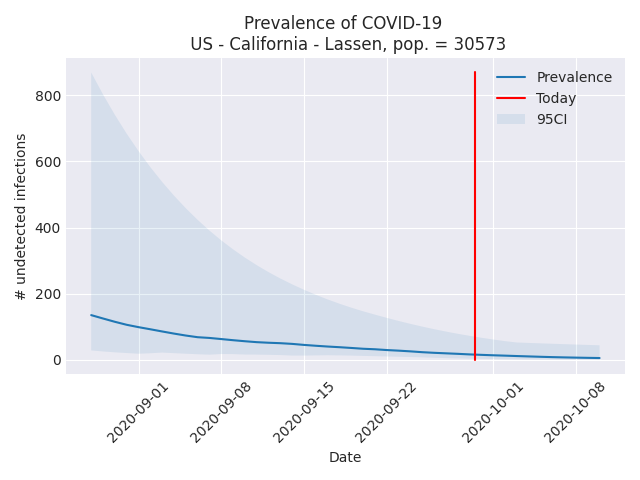 Prevalence of COVID-19
US - California - Lassen, pop. = 30573
Prevalence
Today
95CI
800
600
400
200
0
# undetected infections
2020-09-01
2020-09-08
2020-09-15
2020-09-22
2020-10-01
2020-10-08
Date